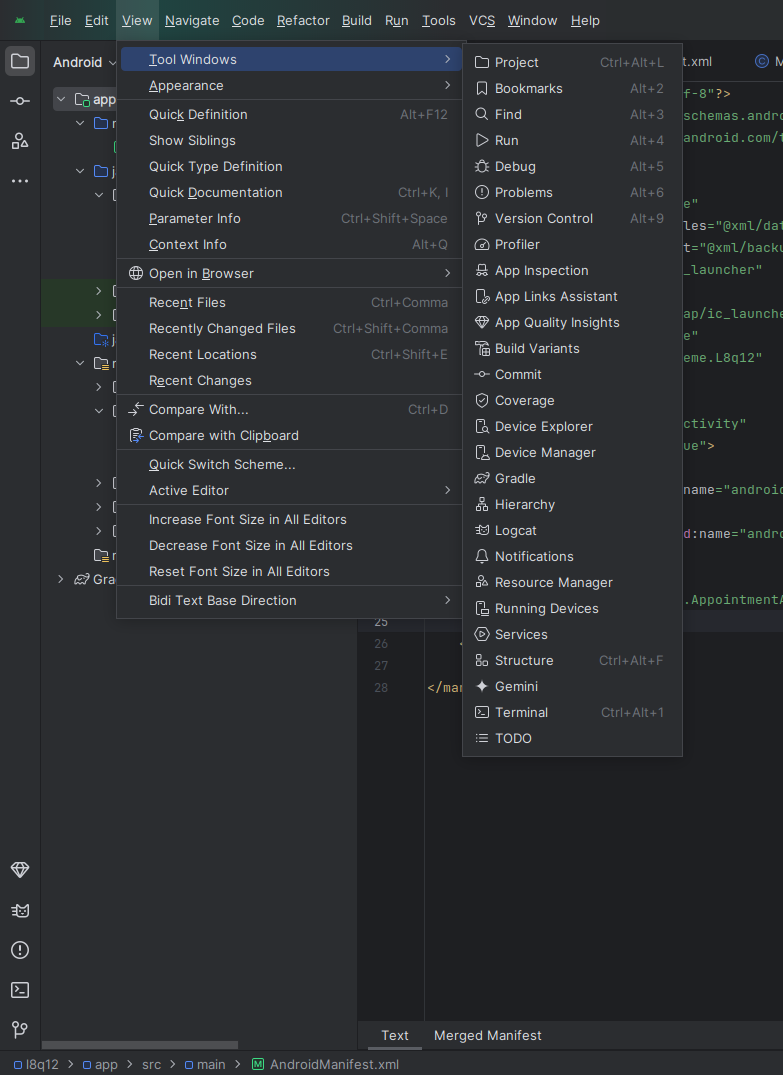 File Edit View Navigate Code Refactor Build Run Tools VCS Window Help
Android
app
Tool Windows
Appearance
Quick Definition Alt+F12
Show Siblings
Quick Type Definition
Quick Documentation Ctrl+K, I
Parameter Info Ctrl+Shift+Space
Context Info Alt+Q
Open in Browser
Recent Files Ctrl+Comma
Recently Changed Files Ctrl+Shift+Comma
Recent Locations Ctrl+Shift+E
Recent Changes
Compare With... Ctrl+D
Compare with Clipboard
Quick Switch Scheme...
Active Editor
Increase Font Size in All Editors
Decrease Font Size in All Editors
Reset Font Size in All Editors
Bidi Text Base Direction
Project Ctrl+Alt+L
Bookmarks Alt+2
Find Alt+3
Run Alt+4
Debug Alt+5
Problems Alt+6
Version Control Alt+9
Profiler
App Inspection
App Links Assistant
App Quality Insights
Build Variants
Commit
Coverage
Device Explorer
Device Manager
Gradle
Hierarchy
Logcat
Notifications
Resource Manager
Running Devices
Services
Structure Ctrl+Alt+F
Gemini
Terminal Ctrl+Alt+1
TODO
t.xml
f-8"?>
schemas.andro
android.com/t
e"
les="@xml/dat
t="@xml/backu
_launcher"
ap/ic_launche
e"
eme.L8q12"
ctivity"
ue">
name="android
d:name="andro
.AppointmentA
25
26
27
28 </man
Text Merged Manifest
l8q12 > app > src > main > AndroidManifest.xml